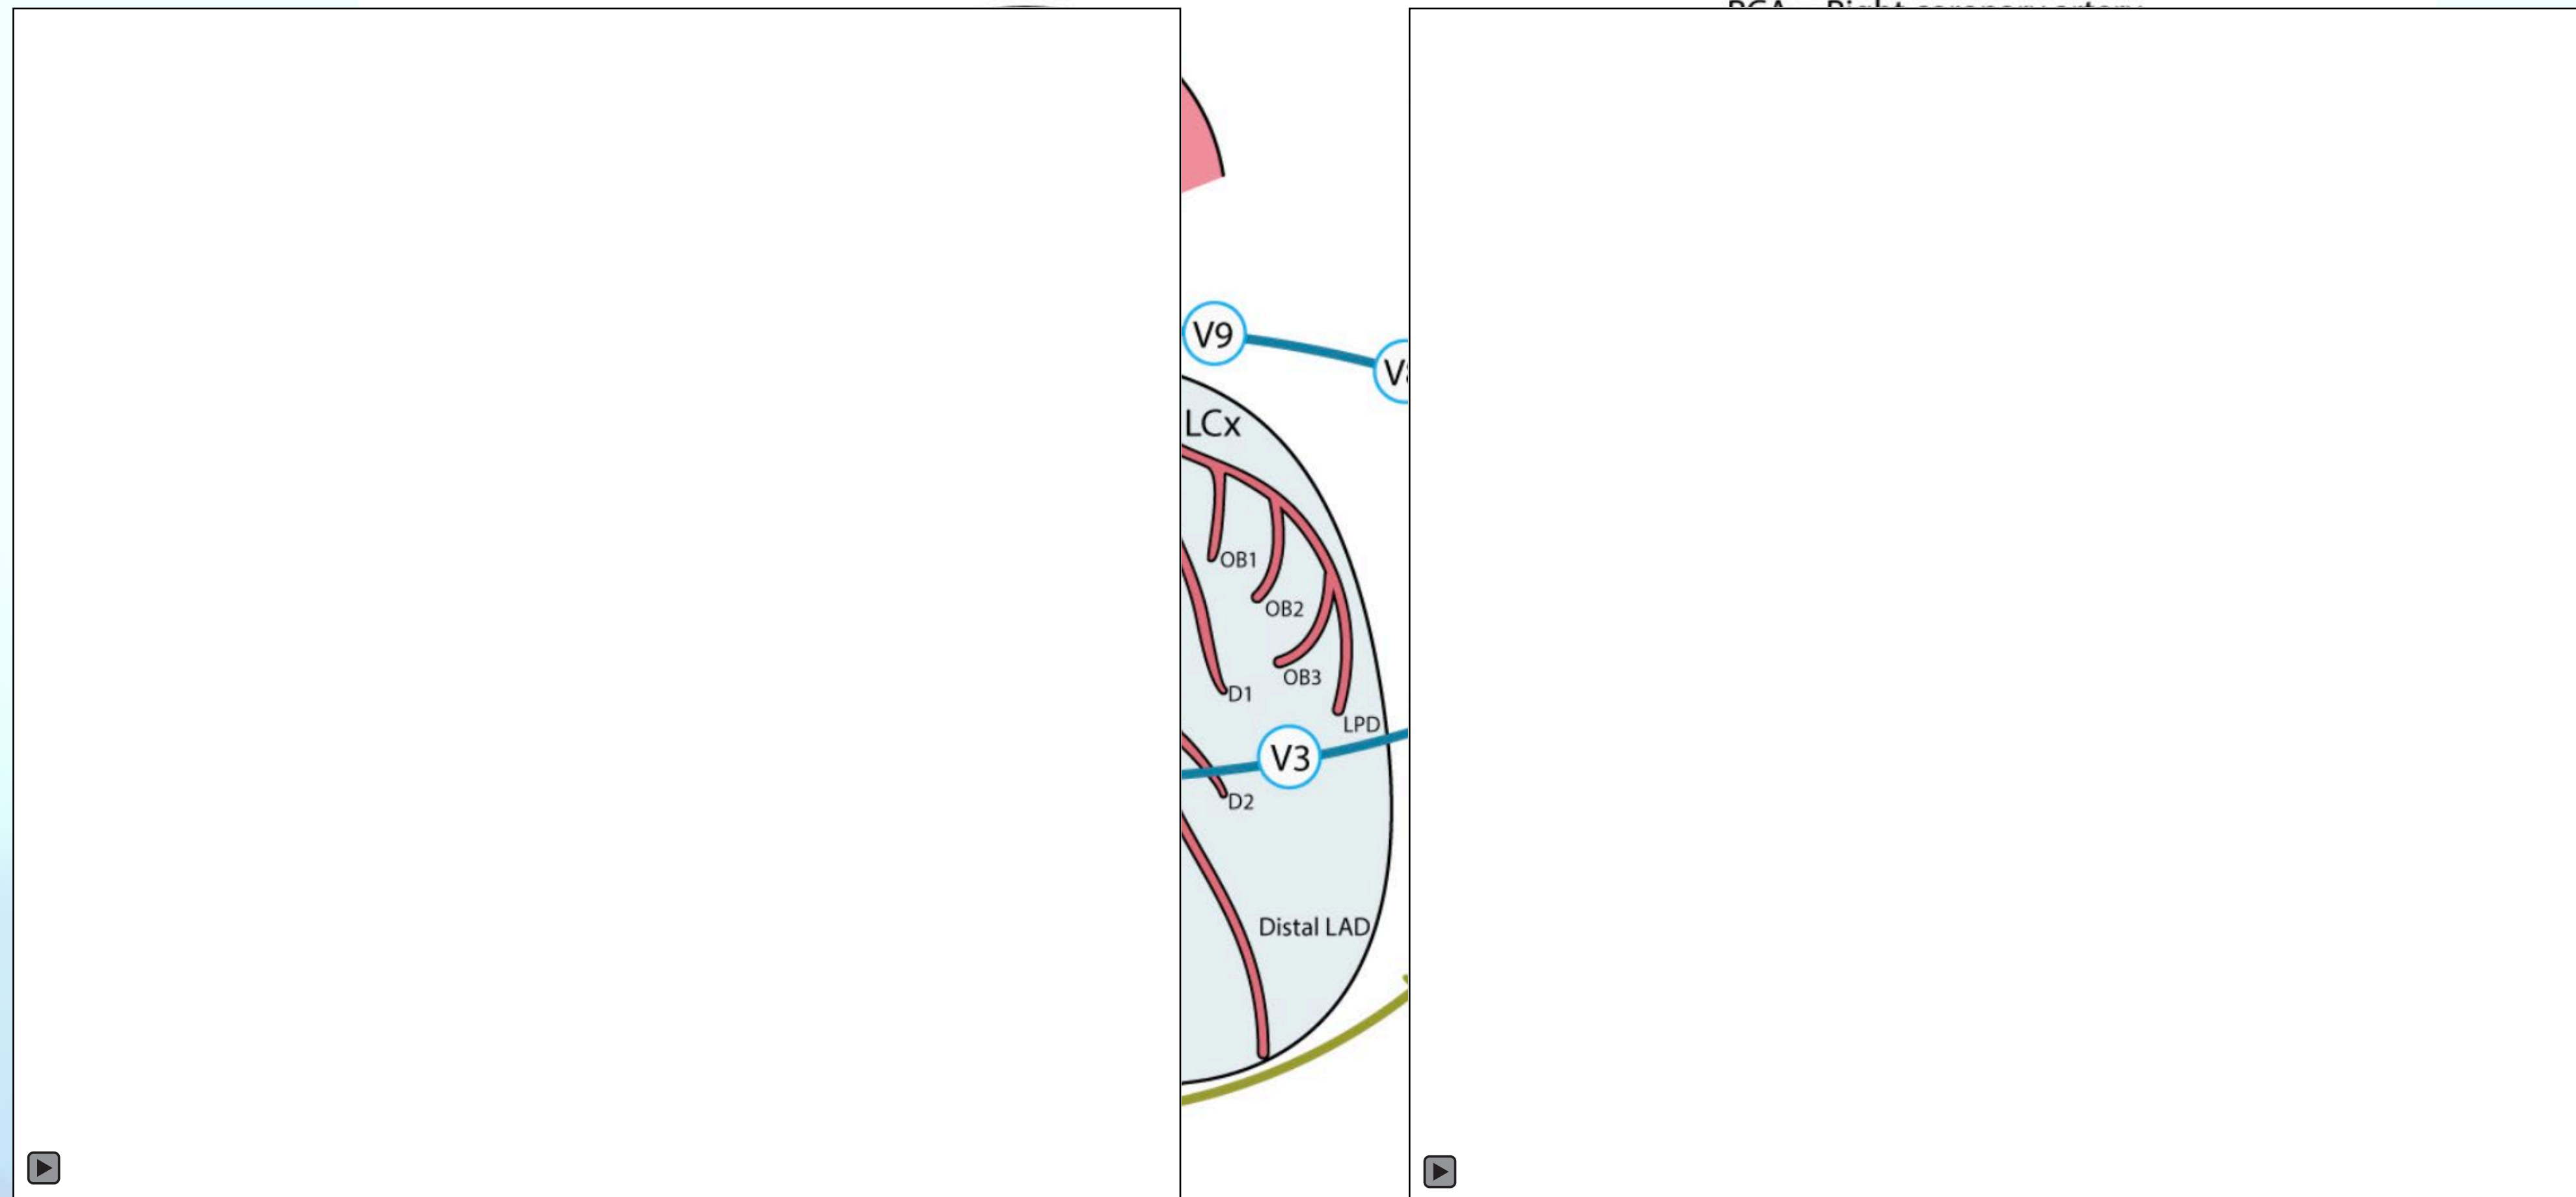 V9
LCx
OB1
OB2
OB3
D1
LPD
V3
D2
Distal LAD